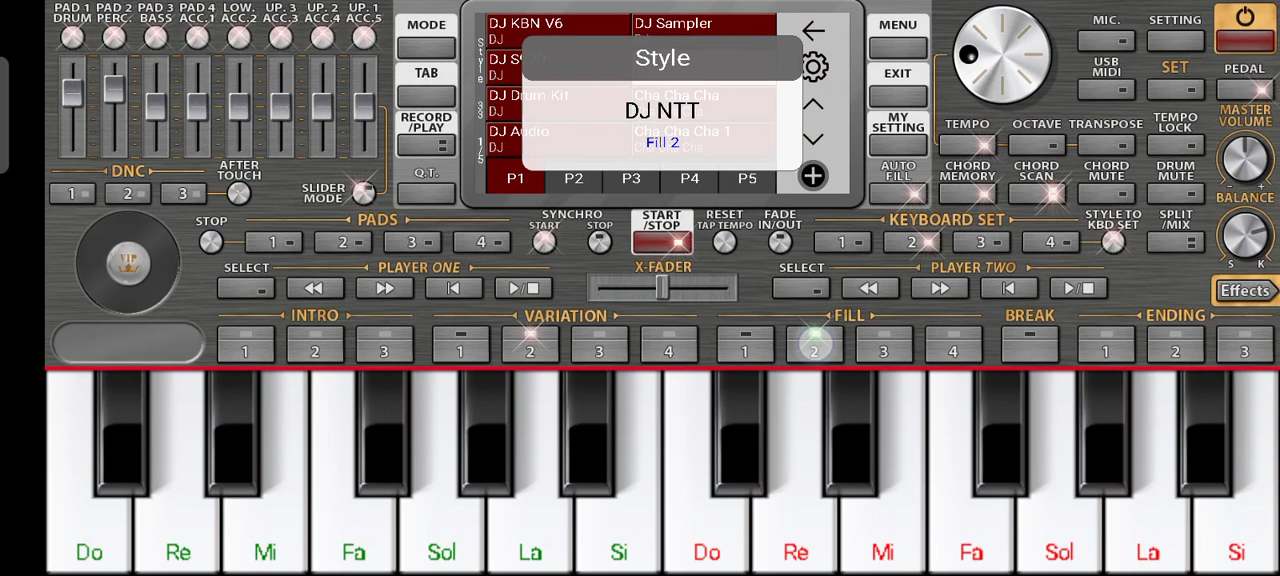 PAD 1 PAD 2 PAD 3 PAD 4 LOW. UP. 3 UP. 2 UP. 1
DRUM PERC. BASS ACC.1 ACC.2 ACC.3 ACC.4 ACC.5
DNC
1 2 3
AFTER
TOUCH
SLIDER
MODE
MODE
TAB
RECORD
/PLAY
Q.T.
DJ KBN V6
DJ
DJ Sampler
DJ
DJ Drum Kit
DJ
Cha Cha Cha
DJ Audio
DJ
Cha Cha Cha 1
Style
DJ NTT
Fill 2
P1 P2 P3 P4 P5
MENU
EXIT
MY
SETTING
AUTO
FILL
TEMPO OCTAVE TRANSPOSE
TEMPO
LOCK
CHORD
MEMORY
CHORD
SCAN
CHORD
MUTE
DRUM
MUTE
MIC. SETTING
USB
MIDI
SET
PEDAL
MASTER
VOLUME
- +
BALANCE
S K
VIP
STOP
PADS
1 2 3 4
SYNCHRO
START STOP
START
/STOP
RESET
TAP TEMPO
FADE
IN/OUT
KEYBOARD SET
1 2 3 4
STYLE TO
KBD SET
SPLIT
/MIX
SELECT
PLAYER ONE
X-FADER
SELECT
PLAYER TWO
Effects
INTRO
1 2 3
VARIATION
1 2 3 4
FILL
1 2 3 4
BREAK
ENDING
1 2 3
Do Re Mi Fa Sol La Si Do Re Mi Fa Sol La Si